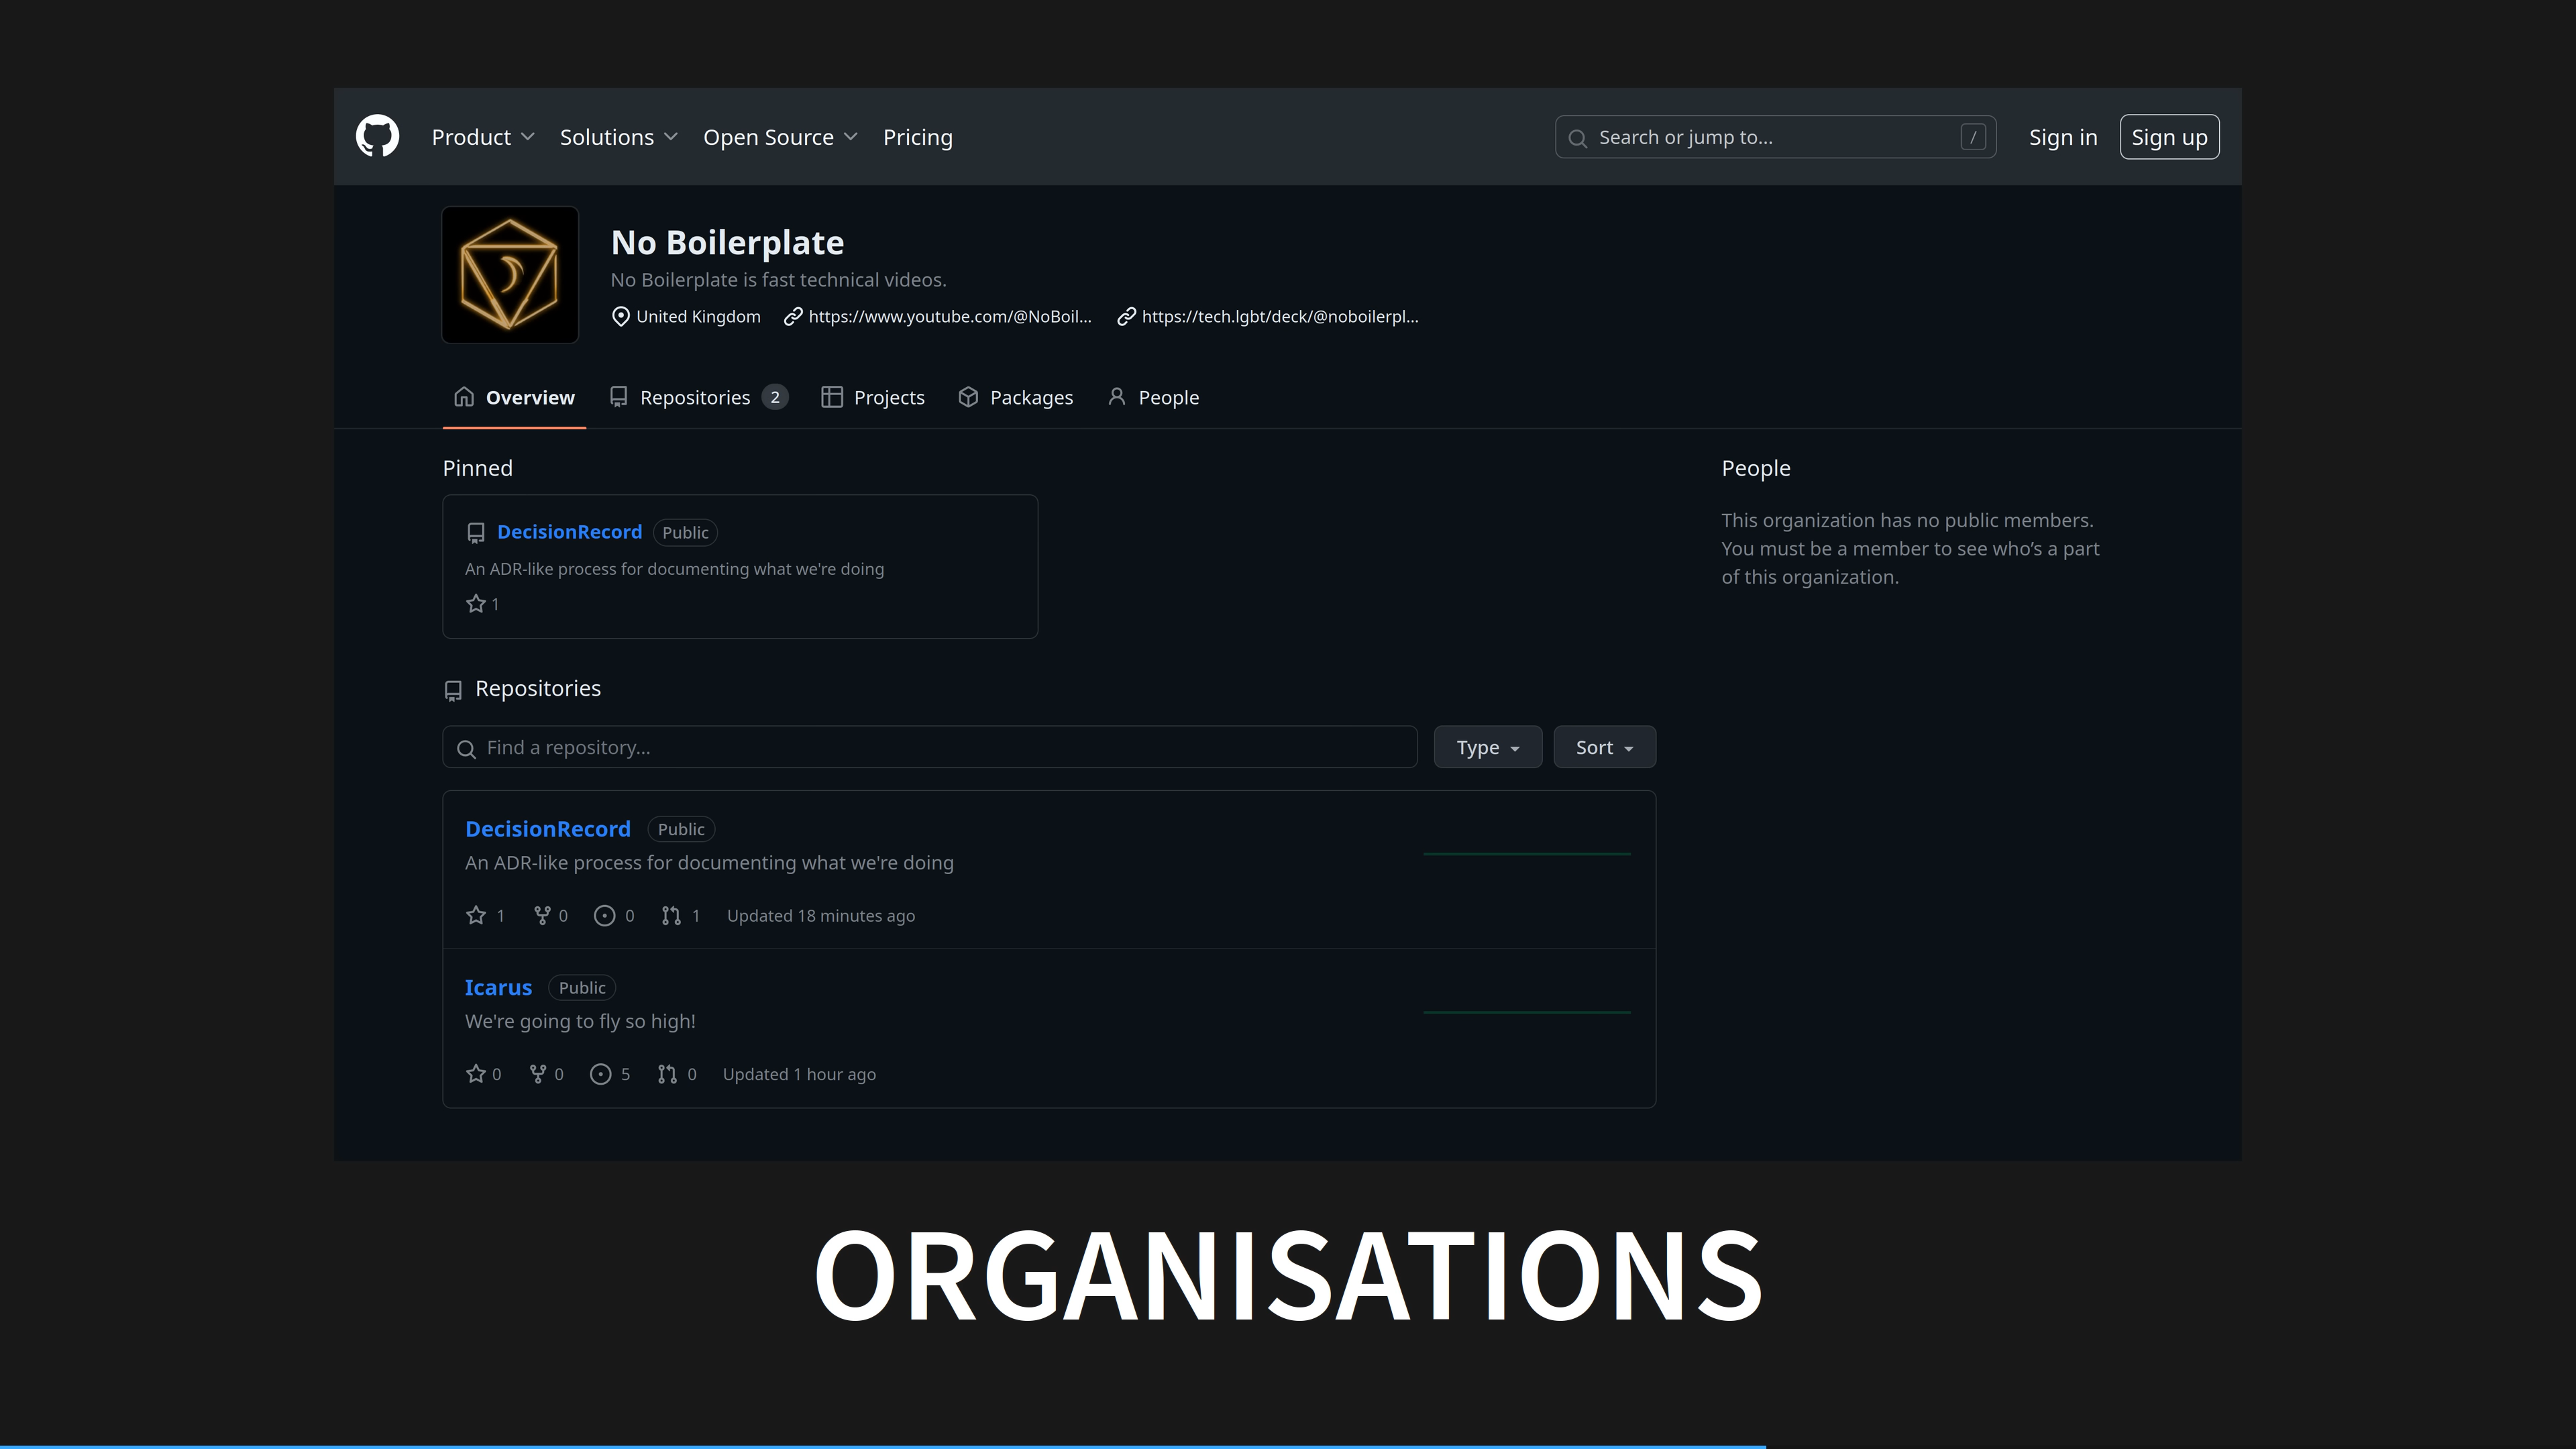 Product Solutions Open Source Pricing Search or jump to... / Sign in Sign up
No Boilerplate
No Boilerplate is fast technical videos.
United Kingdom https://www.youtube.com/@NoBoil... https://tech.lgbt/deck/@noboilerpl...
Overview Repositories 2 Projects Packages People
Pinned
DecisionRecord Public
An ADR-like process for documenting what we're doing
1
People
This organization has no public members.
You must be a member to see who’s a part
of this organization.
Repositories
Find a repository... Type Sort
DecisionRecord Public
An ADR-like process for documenting what we're doing
1 0 0 1 Updated 18 minutes ago
Icarus Public
We're going to fly so high!
0 0 5 0 Updated 1 hour ago
ORGANISATIONS